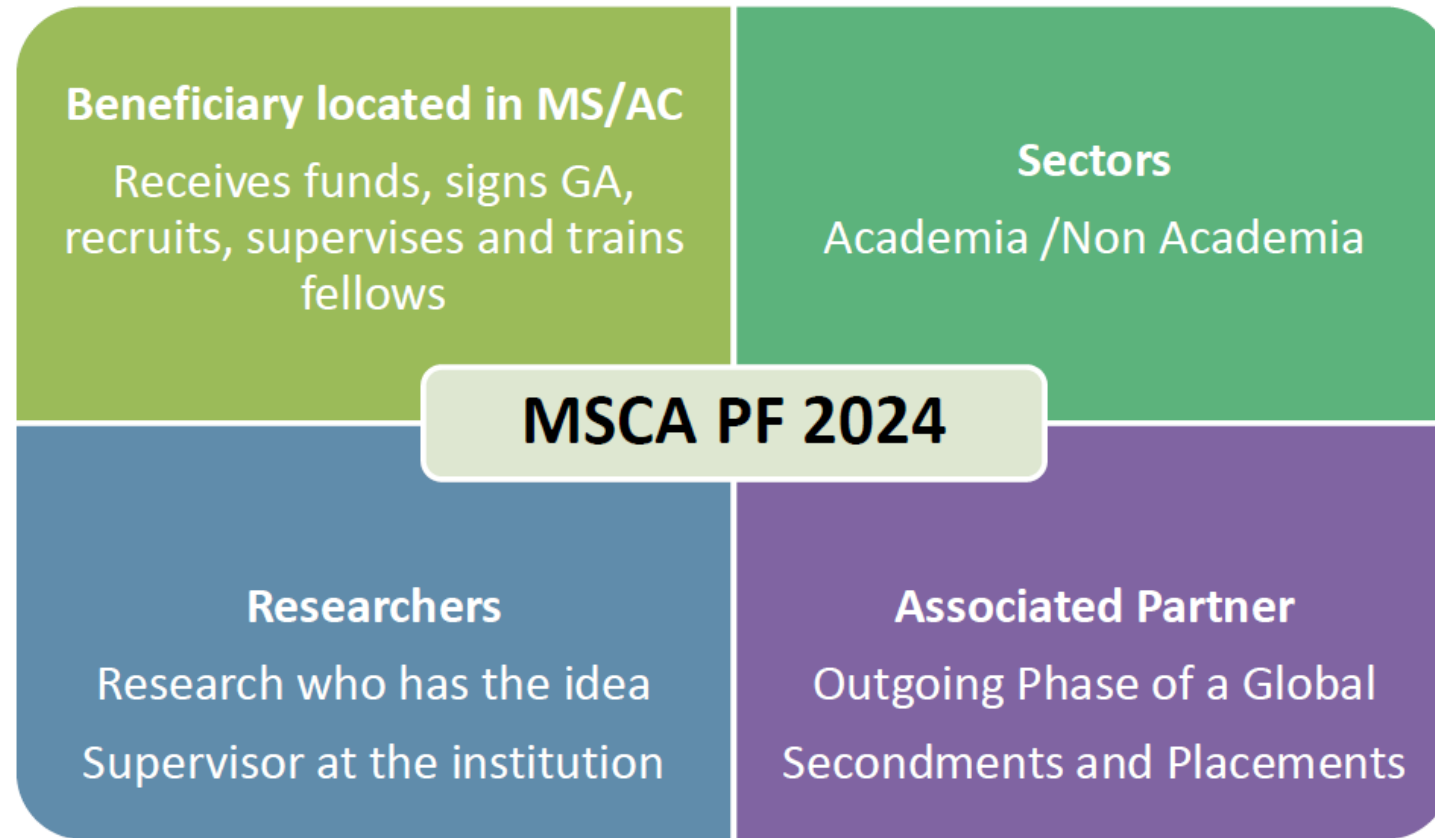 Beneficiary located in MS/AC
Receives funds, signs GA,
recruits, supervises and trains
fellows
Sectors
Academia /Non Academia
MSCA PF 2024
Researchers
Research who has the idea
Supervisor at the institution
Associated Partner
Outgoing Phase of a Global
Secondments and Placements